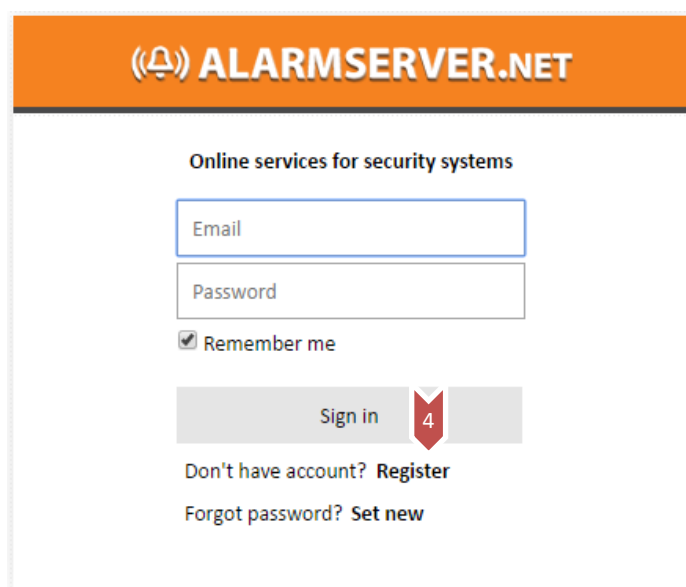 ALARMSERVER.NET
Online services for security systems
Email
Password
Remember me
Sign in
4
Don't have account? Register
Forgot password? Set new